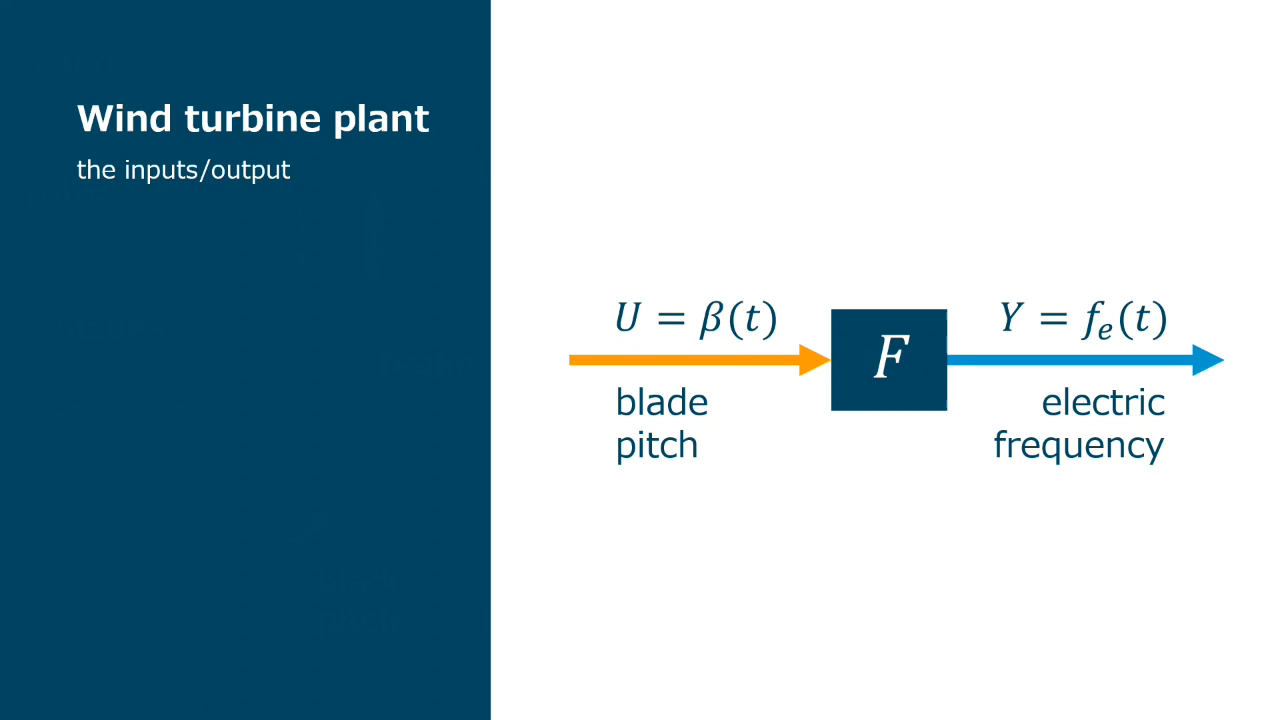 Wind turbine plant
the inputs/output
U = β(t)
F
Y = fₑ(t)
blade
pitch
electric
frequency